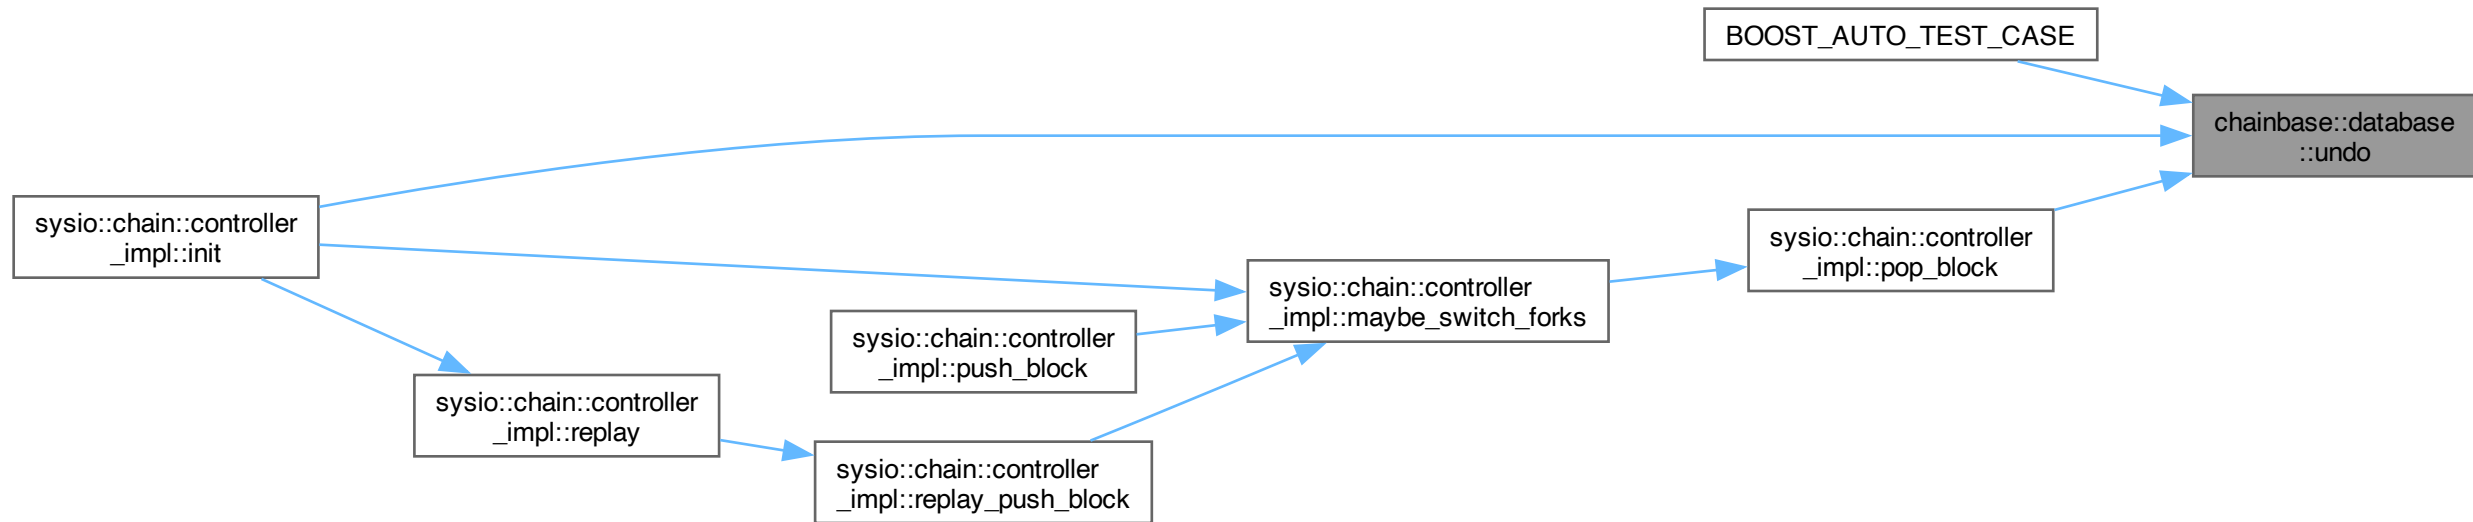 BOOST_AUTO_TEST_CASE
chainbase::database
::undo
sysio::chain::controller
_impl::init
sysio::chain::controller
_impl::pop_block
sysio::chain::controller
_impl::maybe_switch_forks
sysio::chain::controller
_impl::push_block
sysio::chain::controller
_impl::replay
sysio::chain::controller
_impl::replay_push_block